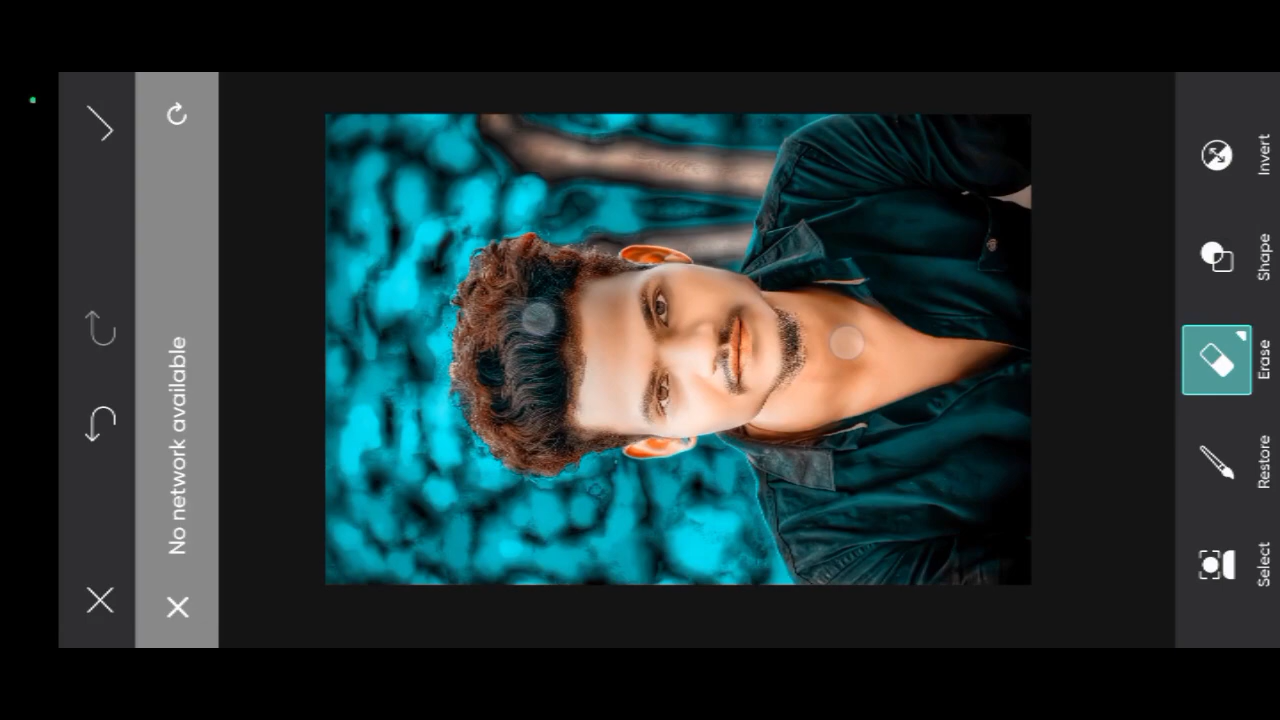 No network available
Select
Restore
Erase
Shape
Invert